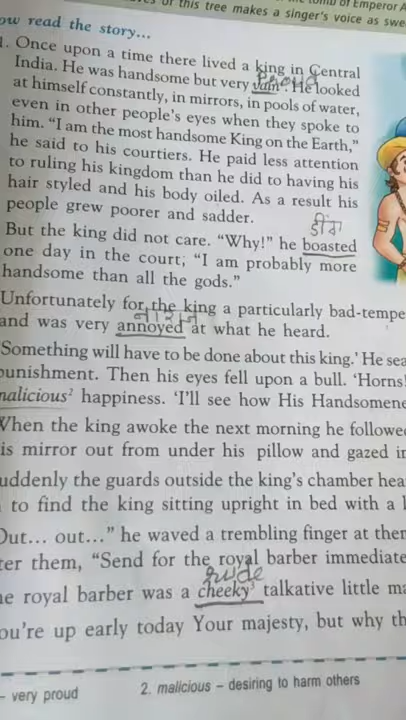 of this tree makes a singer's voice as swe
ow read the story...
1. Once upon a time there lived a king in Central
proud
India. He was handsome but very vain¹. He looked
at himself constantly, in mirrors, in pools of water,
even in other people's eyes when they spoke to
him. “I am the most handsome King on the Earth,”
he said to his courtiers. He paid less attention
to ruling his kingdom than he did to having his
hair styled and his body oiled. As a result his
people grew poorer and sadder.
But the king did not care. “Why!” he boasted
one day in the court; “I am probably more
handsome than all the gods.”
Unfortunately for the king a particularly bad-tempe
and was very annoyed at what he heard.
‘Something will have to be done about this king.’ He sea
punishment. Then his eyes fell upon a bull. ‘Horns!
malicious² happiness. ‘I'll see how His Handsomene
When the king awoke the next morning he followe
is mirror out from under his pillow and gazed in
uddenly the guards outside the king's chamber hea
to find the king sitting upright in bed with a l
Out... out...” he waved a trembling finger at then
ter them, “Send for the royal barber immediate
rude
he royal barber was a cheeky³ talkative little ma
ou're up early today Your majesty, but why th
– very proud 2. malicious – desiring to harm others